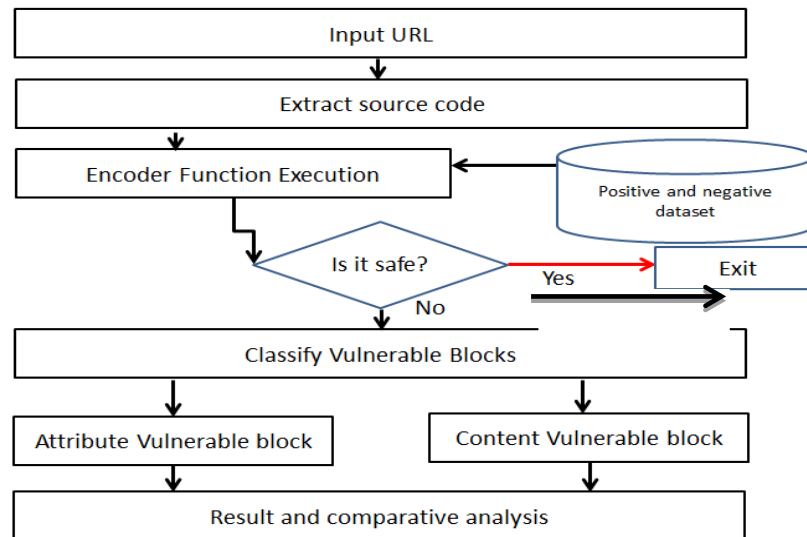 Input URL
Extract source code
Encoder Function Execution
Positive and negative
dataset
Is it safe?
Yes
Exit
No
Classify Vulnerable Blocks
Attribute Vulnerable block
Content Vulnerable block
Result and comparative analysis